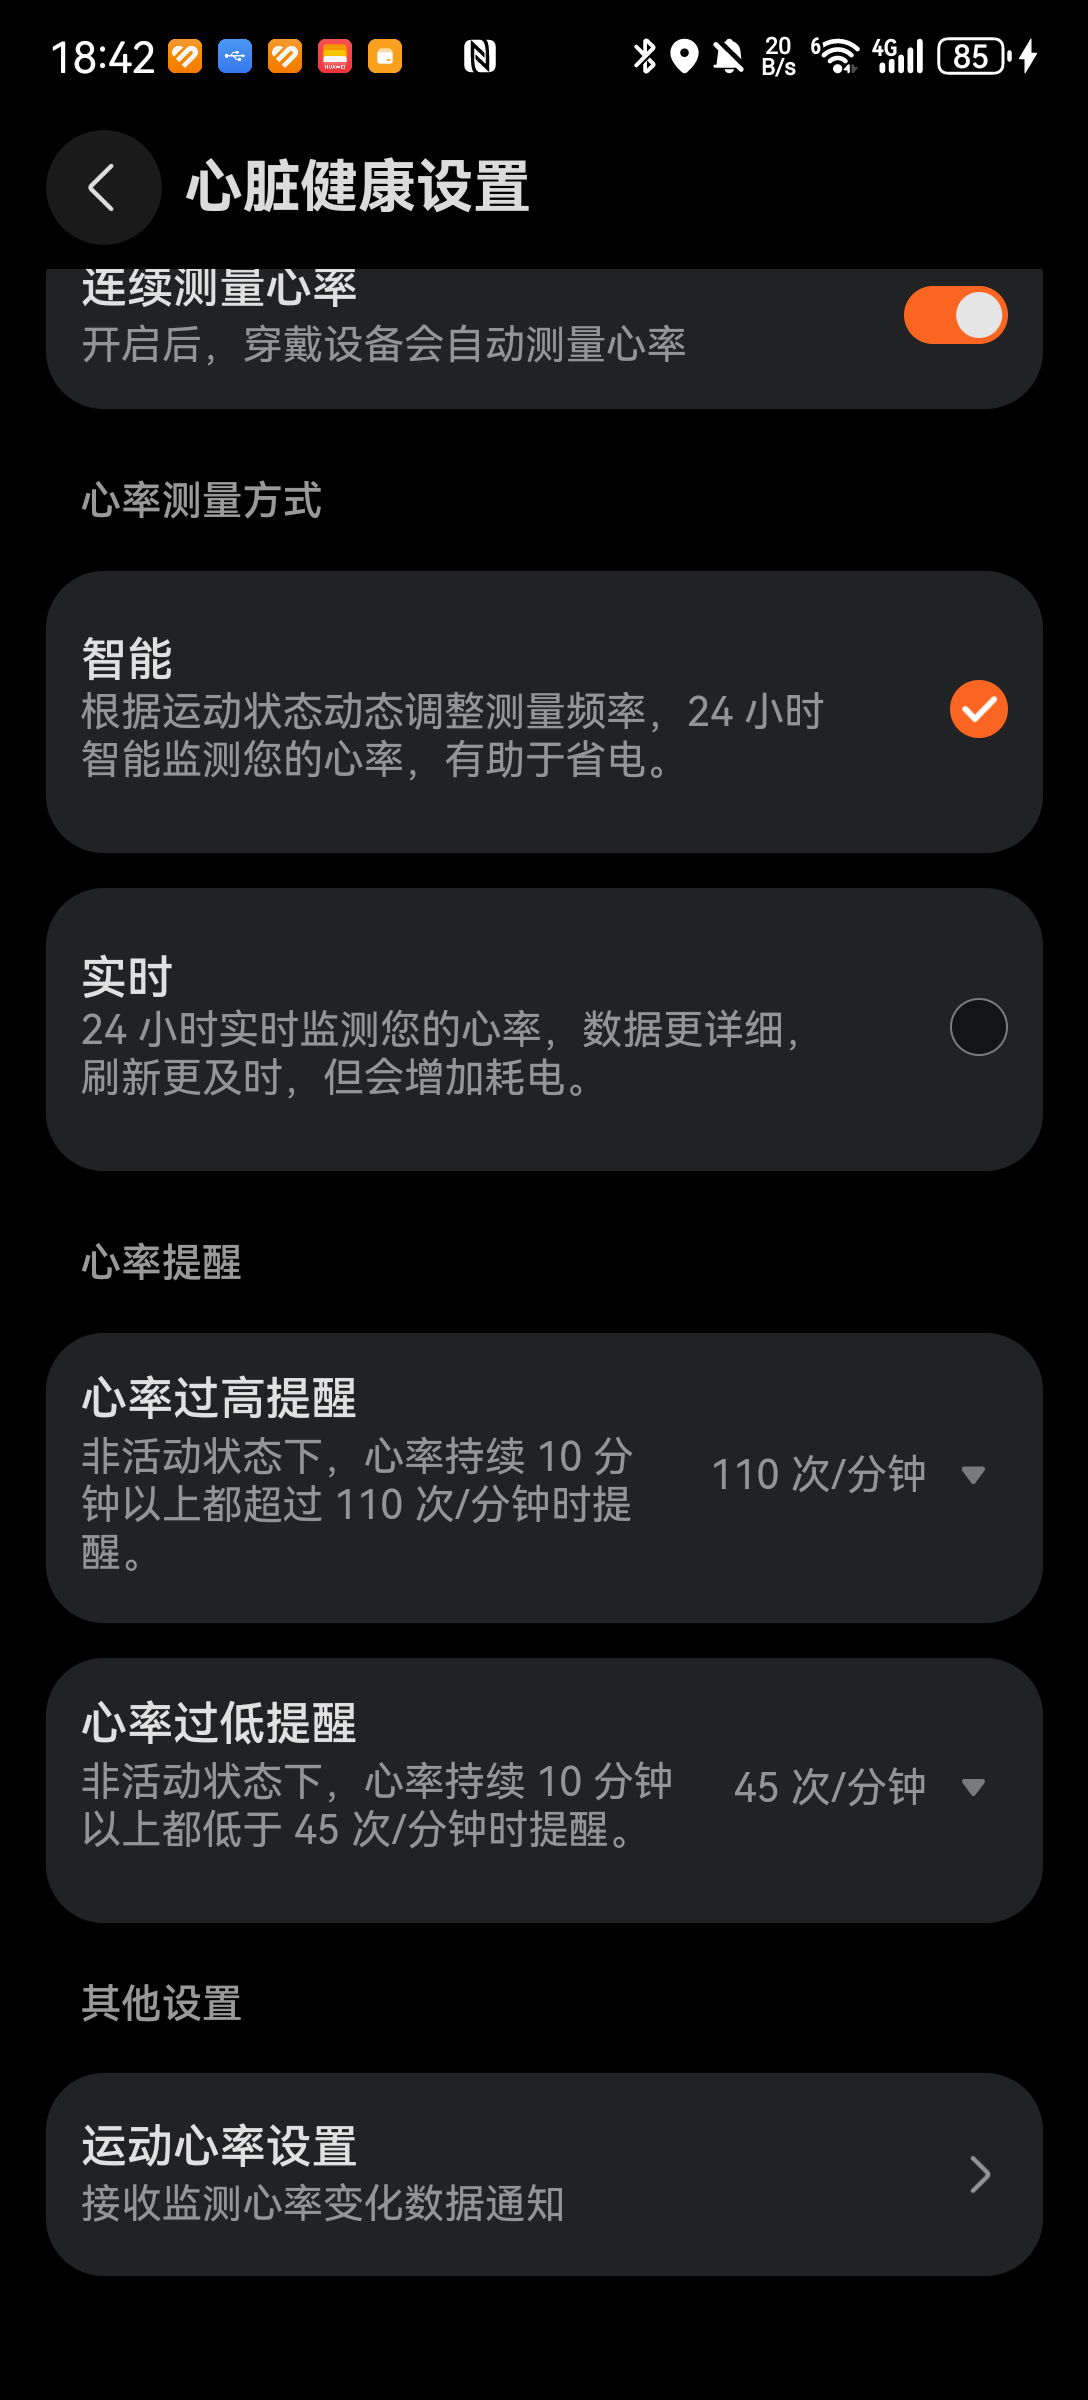 18:42
20
B/s
6
4G
85
心脏健康设置
连续测量心率
开启后，穿戴设备会自动测量心率
心率测量方式
智能
根据运动状态动态调整测量频率，24 小时
智能监测您的心率，有助于省电。
实时
24 小时实时监测您的心率，数据更详细，
刷新更及时，但会增加耗电。
心率提醒
心率过高提醒
非活动状态下，心率持续 10 分
钟以上都超过 110 次/分钟时提
醒。
110 次/分钟
心率过低提醒
非活动状态下，心率持续 10 分钟
以上都低于 45 次/分钟时提醒。
45 次/分钟
其他设置
运动心率设置
接收监测心率变化数据通知